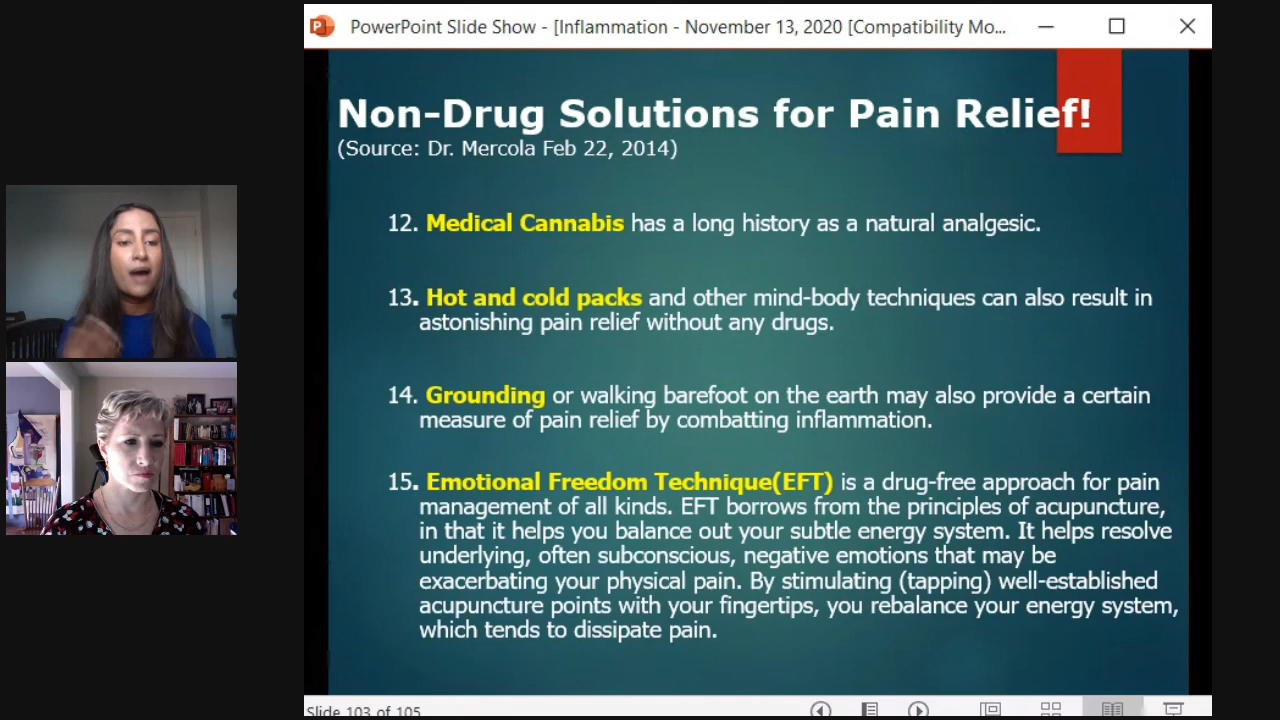 PowerPoint Slide Show - [Inflammation - November 13, 2020 [Compatibility Mo...
Non-Drug Solutions for Pain Relief!
(Source: Dr. Mercola Feb 22, 2014)
12. Medical Cannabis has a long history as a natural analgesic.
13. Hot and cold packs and other mind-body techniques can also result in
astonishing pain relief without any drugs.
14. Grounding or walking barefoot on the earth may also provide a certain
measure of pain relief by combatting inflammation.
15. Emotional Freedom Technique(EFT) is a drug-free approach for pain
management of all kinds. EFT borrows from the principles of acupuncture,
in that it helps you balance out your subtle energy system. It helps resolve
underlying, often subconscious, negative emotions that may be
exacerbating your physical pain. By stimulating (tapping) well-established
acupuncture points with your fingertips, you rebalance your energy system,
which tends to dissipate pain.
Slide 103 of 105